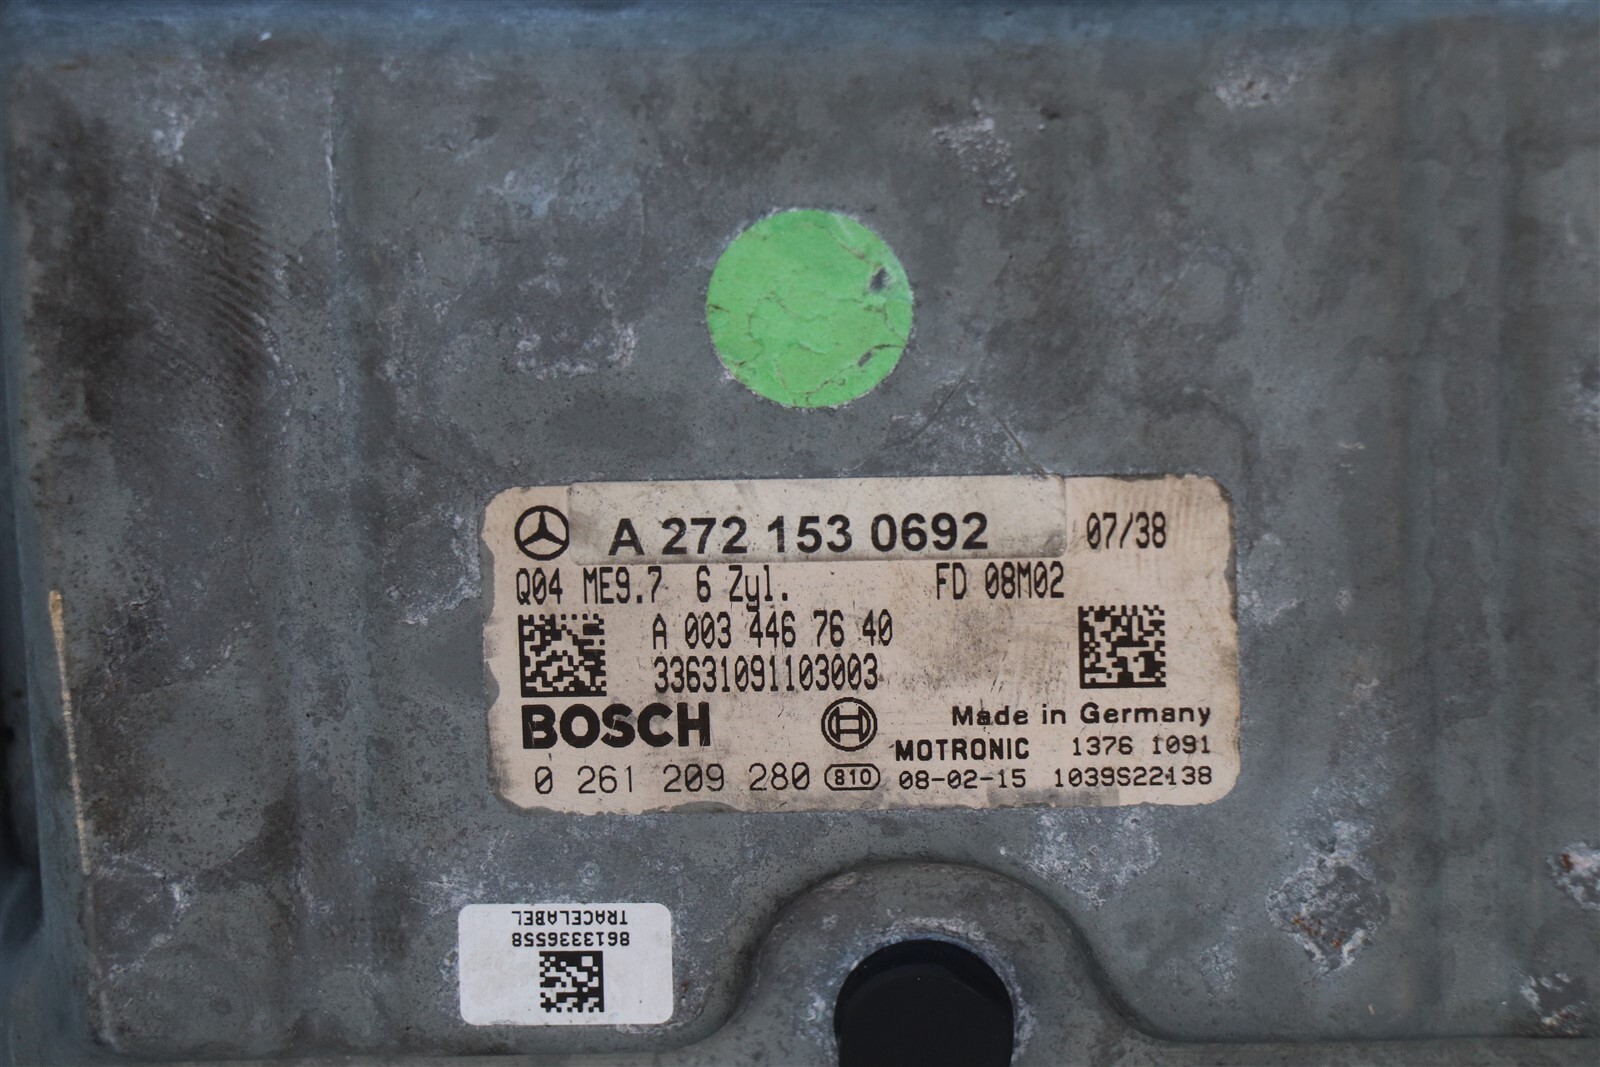 A 272 153 0692 07/38
Q04 ME9.7 6 Zyl. FD 08M02
A 003 446 76 40
33631091103003
BOSCH Made in Germany
MOTRONIC 1376 1091
0 261 209 280 810 08-02-15 1039S22138
8613336558
TRACELABEL